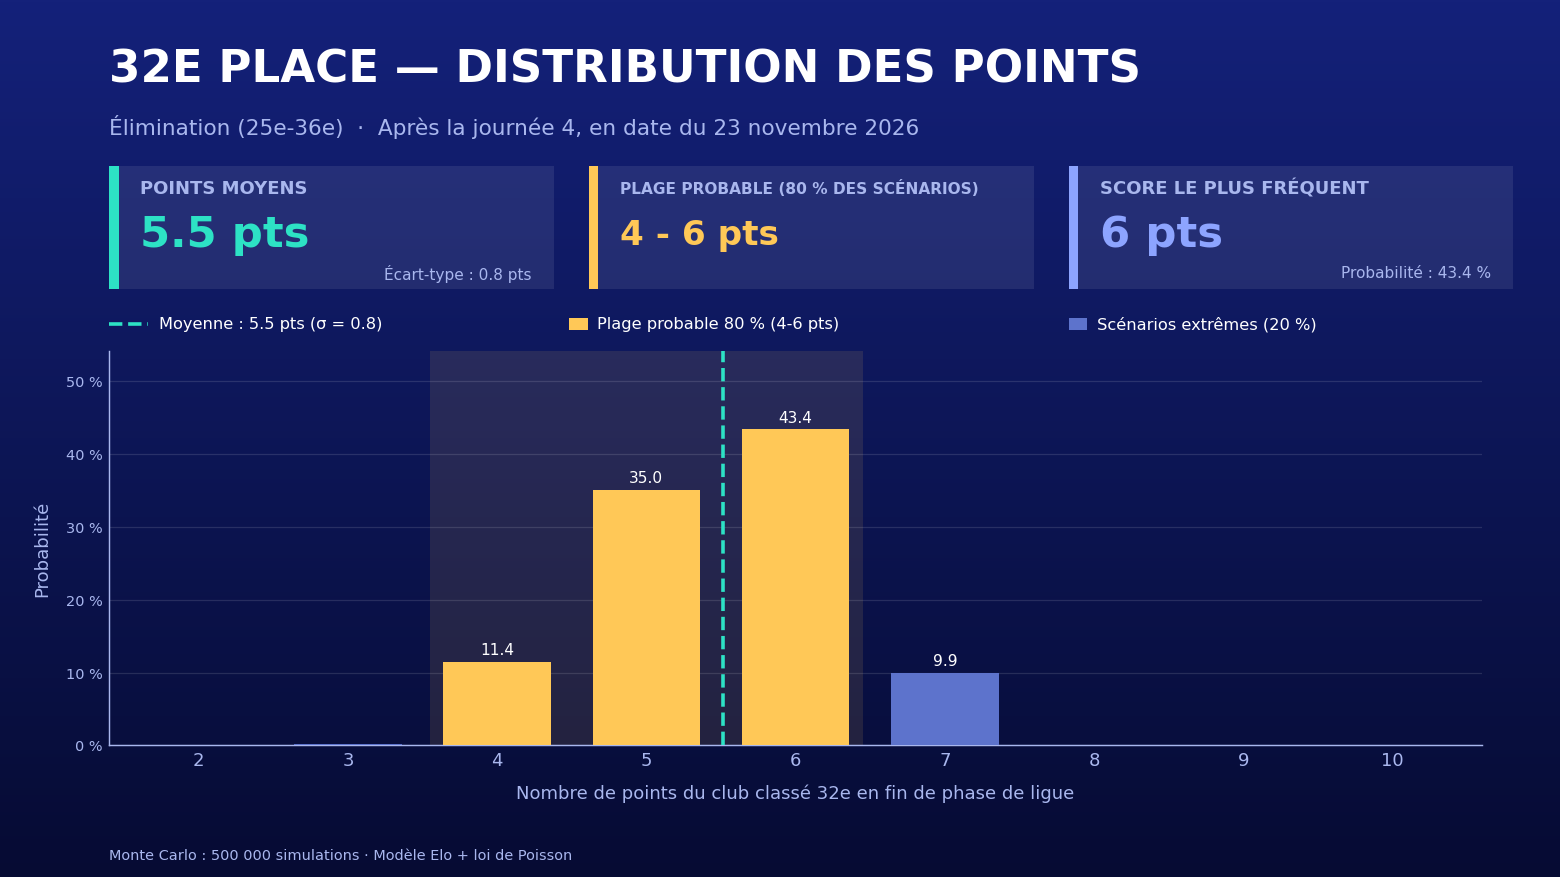 32E PLACE — DISTRIBUTION DES POINTS
Élimination (25e-36e)  ·  Après la journée 4, en date du 23 novembre 2026
POINTS MOYENS
5.5 pts
Écart-type : 0.8 pts
PLAGE PROBABLE (80 % DES SCÉNARIOS)
4 - 6 pts
SCORE LE PLUS FRÉQUENT
6 pts
Probabilité : 43.4 %
Moyenne : 5.5 pts (σ = 0.8)
Plage probable 80 % (4-6 pts)
Scénarios extrêmes (20 %)
Probabilité
50 %
40 %
30 %
20 %
10 %
0 %
11.4
35.0
43.4
9.9
2 3 4 5 6 7 8 9 10
Nombre de points du club classé 32e en fin de phase de ligue
Monte Carlo : 500 000 simulations · Modèle Elo + loi de Poisson